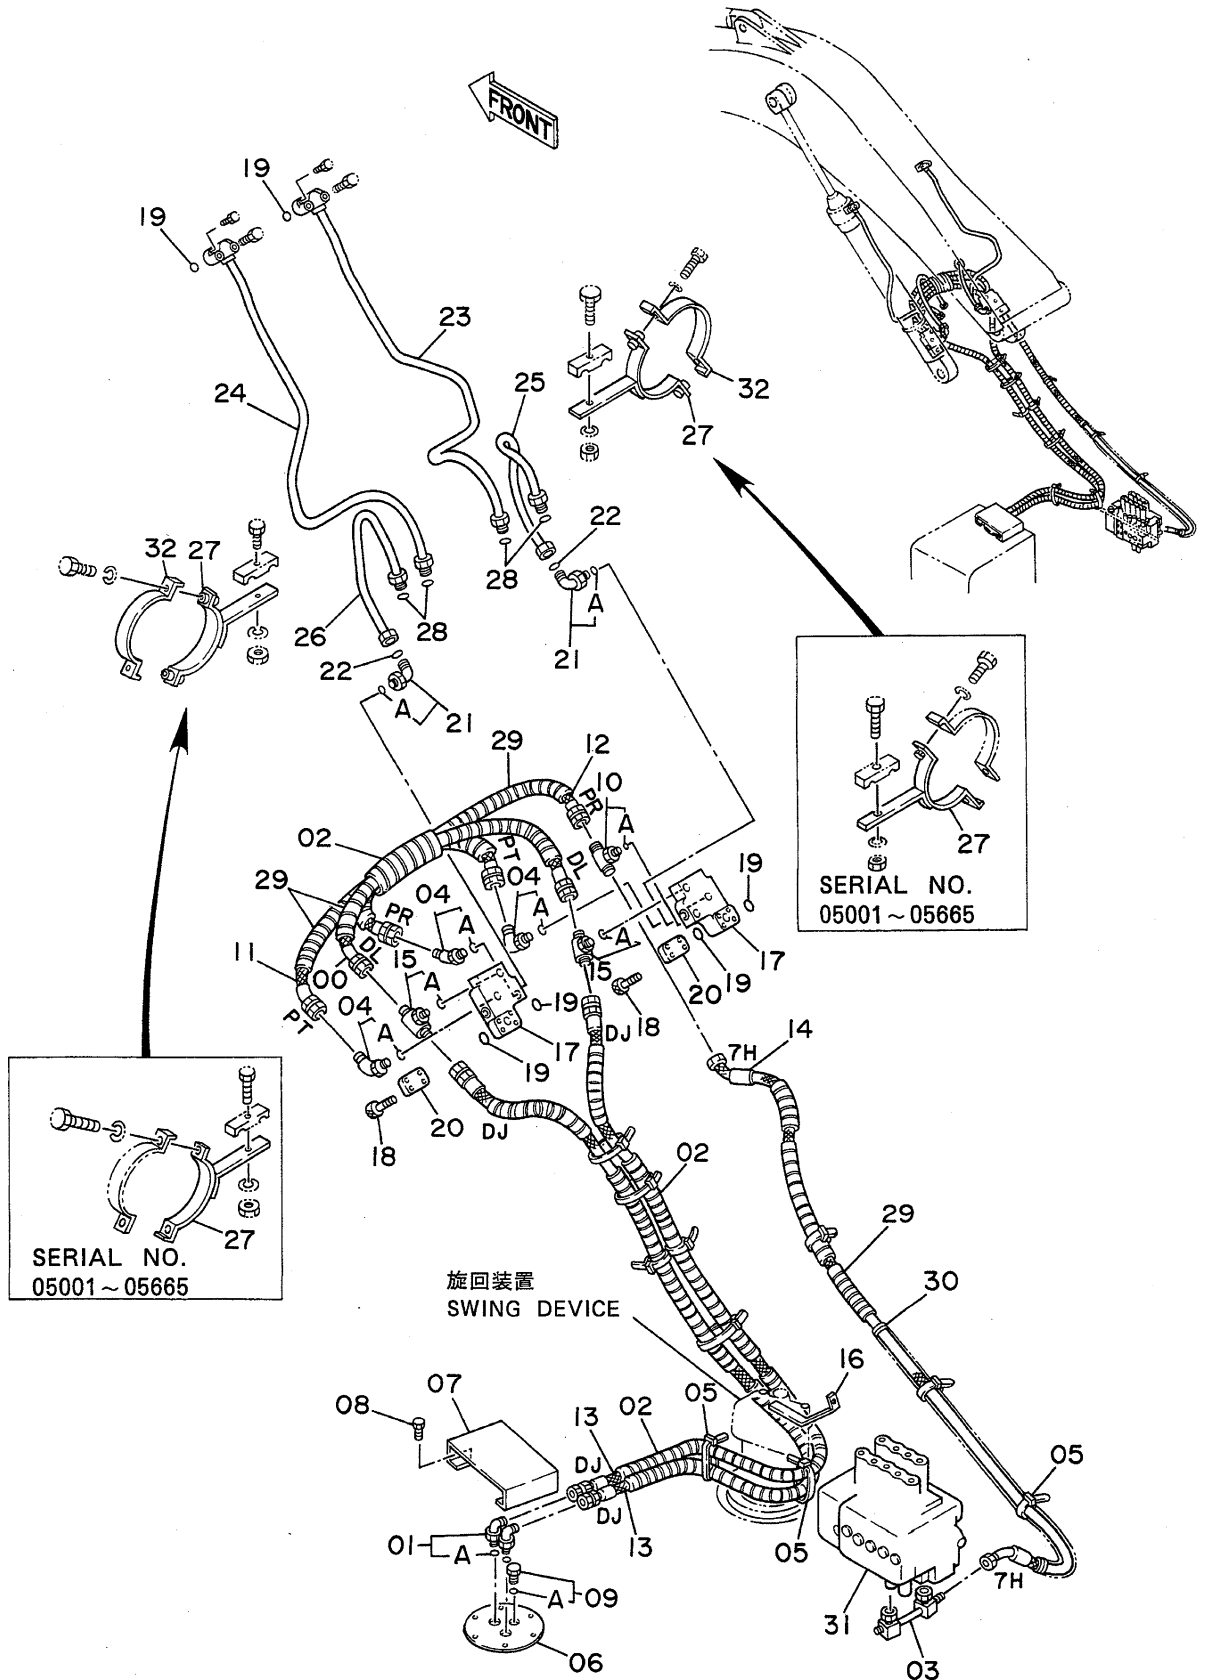 FRONT
19
19
23
24
25
32
27
22
28
32
27
A
26
28
21
22
A
21
29
12
10
PR
A
02
PT
DL
04
04
19
29
A
A
PR
A
DL
15
00
11
15
A
19
17
19
20
04
A
PT
19
17
18
DJ
7H
14
19
20
DJ
18
02
29
30
27
SERIAL NO.
05001~05665
27
SERIAL NO.
05001~05665
旋回装置
SWING DEVICE
16
07
08
05
02
13
DJ
DJ
13
05
05
01
A
A
09
06
31
7H
03